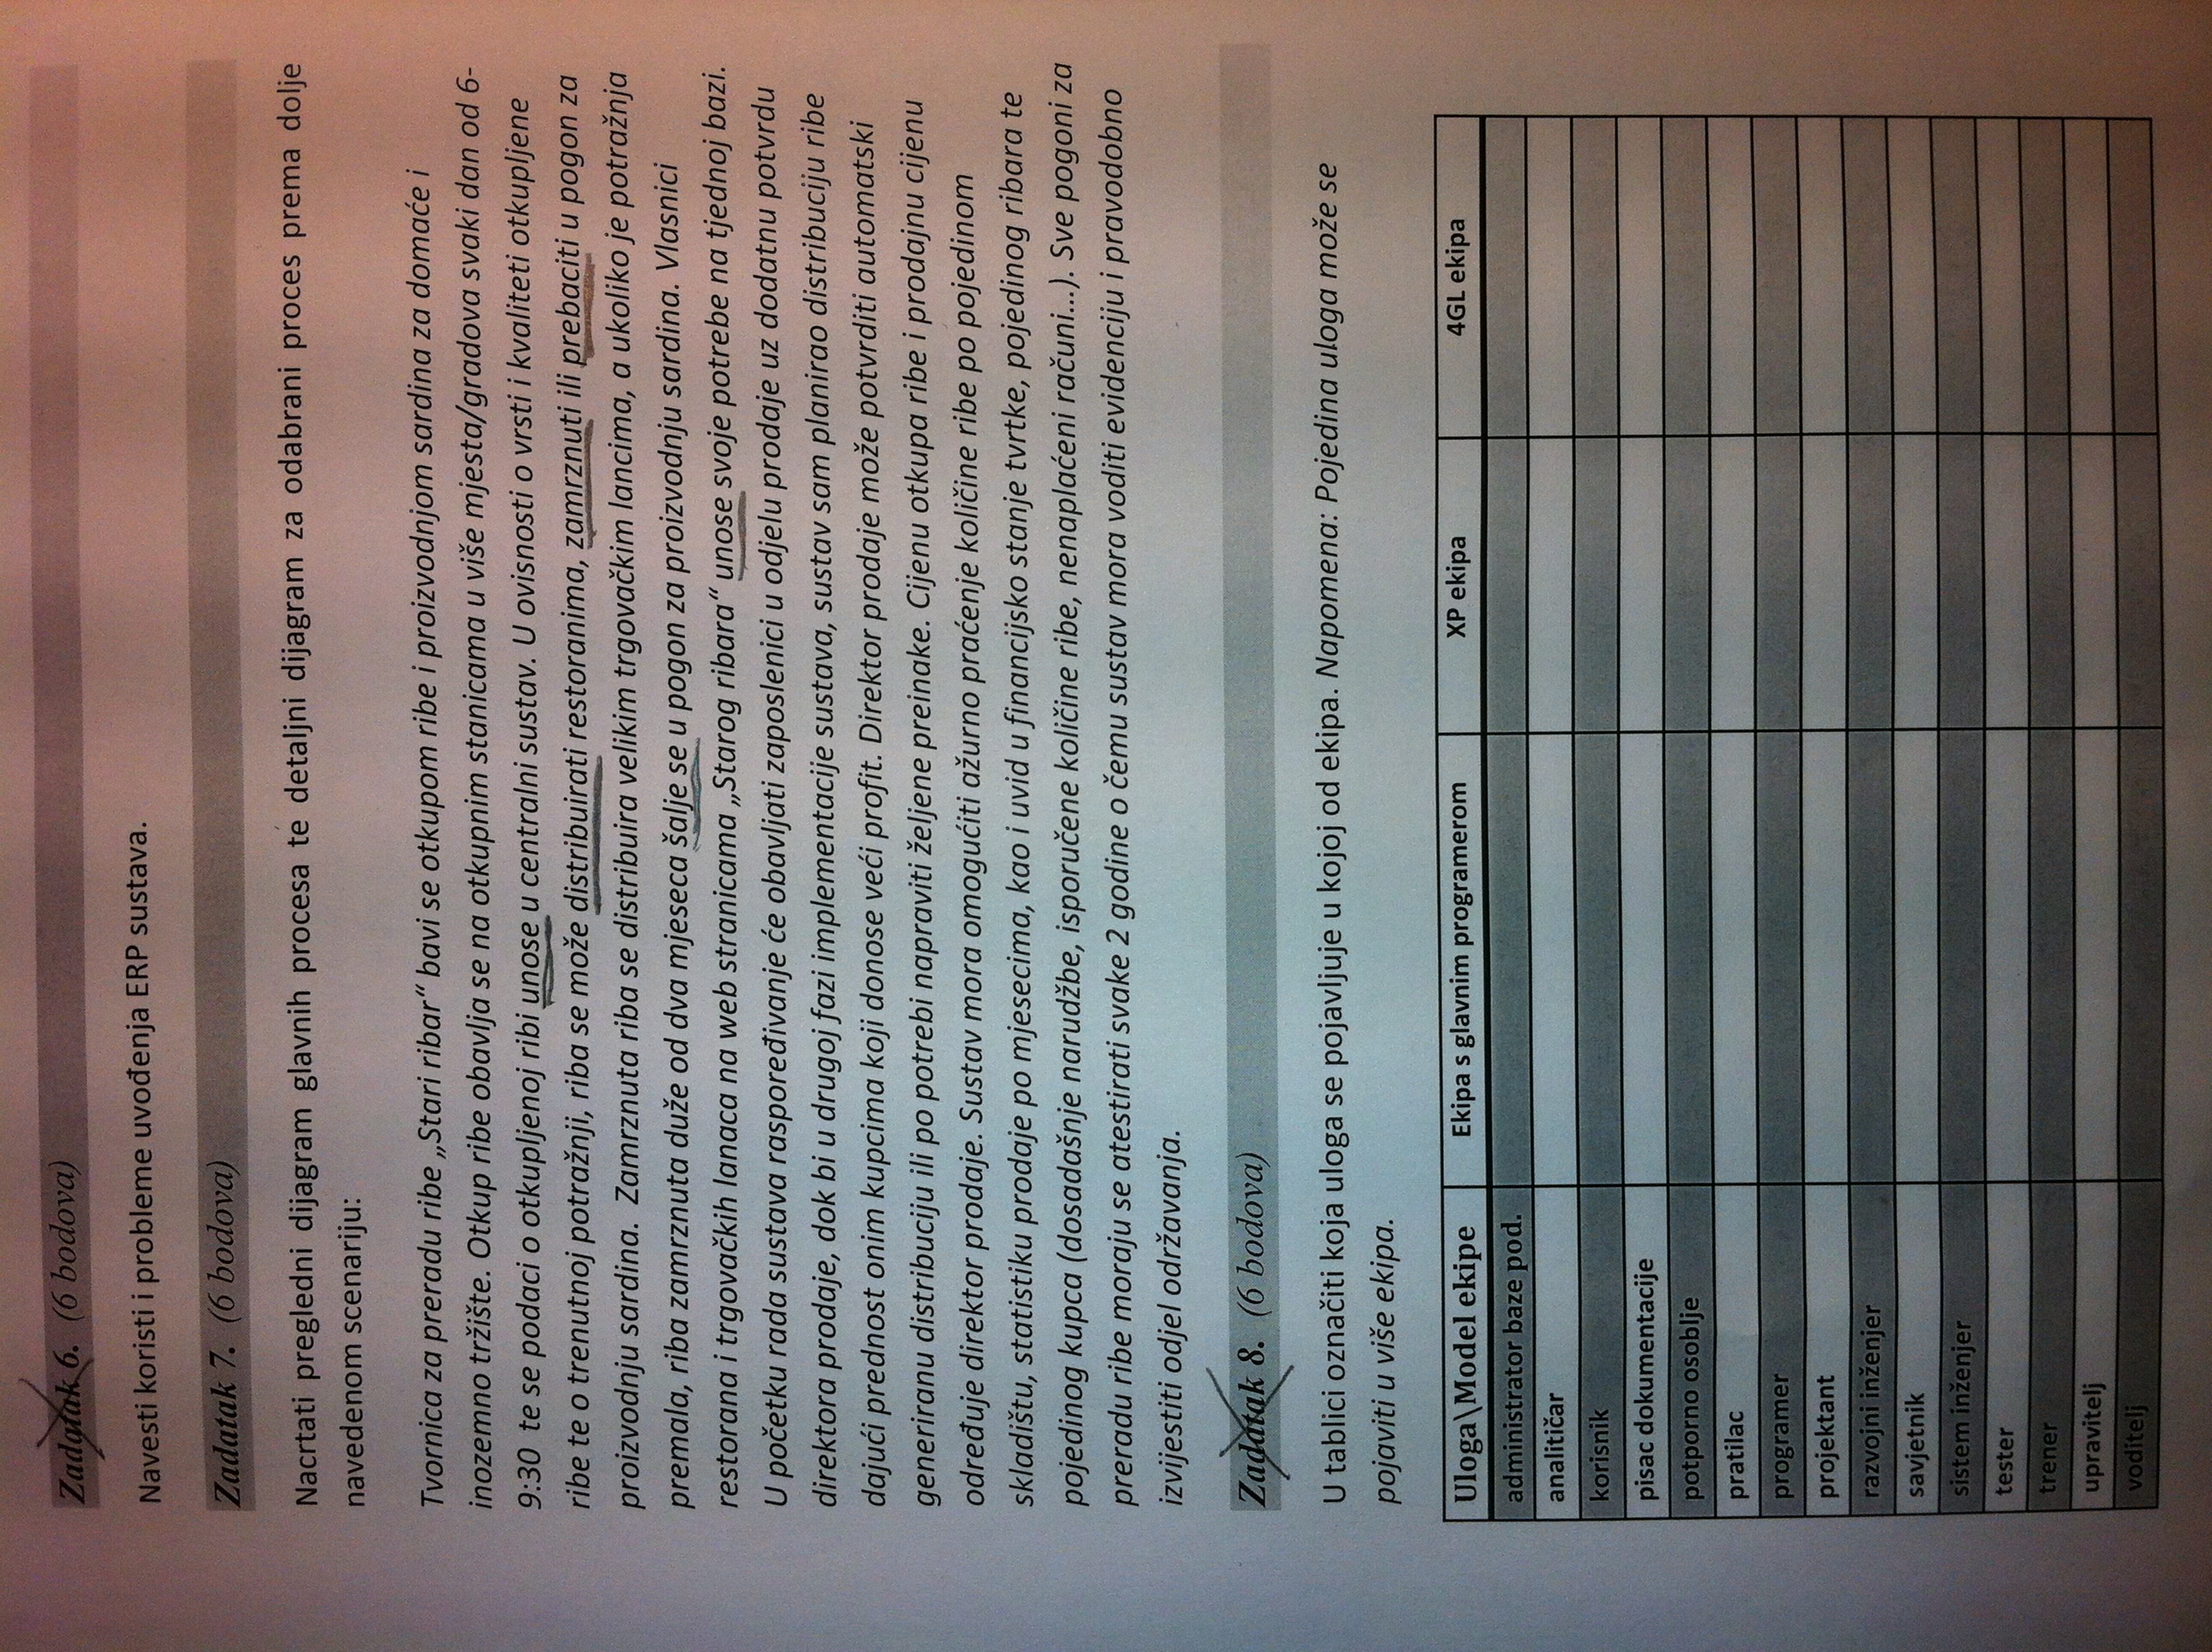 Zadatak 6. (6 bodova)
Navesti koristi i probleme uvođenja ERP sustava.
Zadatak 7. (6 bodova)
Nacrtati pregledni dijagram glavnih procesa te detaljni dijagram za odabrani proces prema dolje
navedenom scenariju:
Tvornica za preradu ribe „Stari ribar“ bavi se otkupom ribe i proizvodnjom sardina za domaće i
inozemno tržište. Otkup ribe obavlja se na otkupnim stanicama u više mjesta/gradova svaki dan od 6-
9:30 te se podaci o otkupljenoj ribi unose u centralni sustav. U ovisnosti o vrsti i kvaliteti otkupljene
ribe te o trenutnoj potražnji, riba se može distribuirati restoranima, zamrznuti ili prebaciti u pogon za
proizvodnju sardina. Zamrznuta riba se distribuira velikim trgovačkim lancima, a ukoliko je potražnja
premala, riba zamrznuta duže od dva mjeseca šalje se u pogon za proizvodnju sardina. Vlasnici
restorana i trgovačkih lanaca na web stranicama „Starog ribara“ unose svoje potrebe na tjednoj bazi.
U početku rada sustava raspoređivanje će obavljati zaposlenici u odjelu prodaje uz dodatnu potvrdu
direktora prodaje, dok bi u drugoj fazi implementacije sustava, sustav sam planirao distribuciju ribe
dajući prednost onim kupcima koji donose veći profit. Direktor prodaje može potvrditi automatski
generiranu distribuciju ili po potrebi napraviti željene preinake. Cijenu otkupa ribe i prodajnu cijenu
određuje direktor prodaje. Sustav mora omogućiti ažurno praćenje količine ribe po pojedinom
skladištu, statistiku prodaje po mjesecima, kao i uvid u financijsko stanje tvrtke, pojedinog ribara te
pojedinog kupca (dosadašnje narudžbe, isporučene količine ribe, nenaplaćeni računi...). Sve pogoni za
preradu ribe moraju se atestirati svake 2 godine o čemu sustav mora voditi evidenciju i pravodobno
izvijestiti odjel održavanja.
Zadatak 8. (6 bodova)
U tablici označiti koja uloga se pojavljuje u kojoj od ekipa. Napomena: Pojedina uloga može se
pojaviti u više ekipa.
Uloga\Model ekipe Ekipa s glavnim programerom XP ekipa 4GL ekipa
administrator baze pod.
analitičar
korisnik
pisac dokumentacije
potporno osoblje
pratilac
programer
projektant
razvojni inženjer
savjetnik
sistem inženjer
tester
trener
upravitelj
voditelj